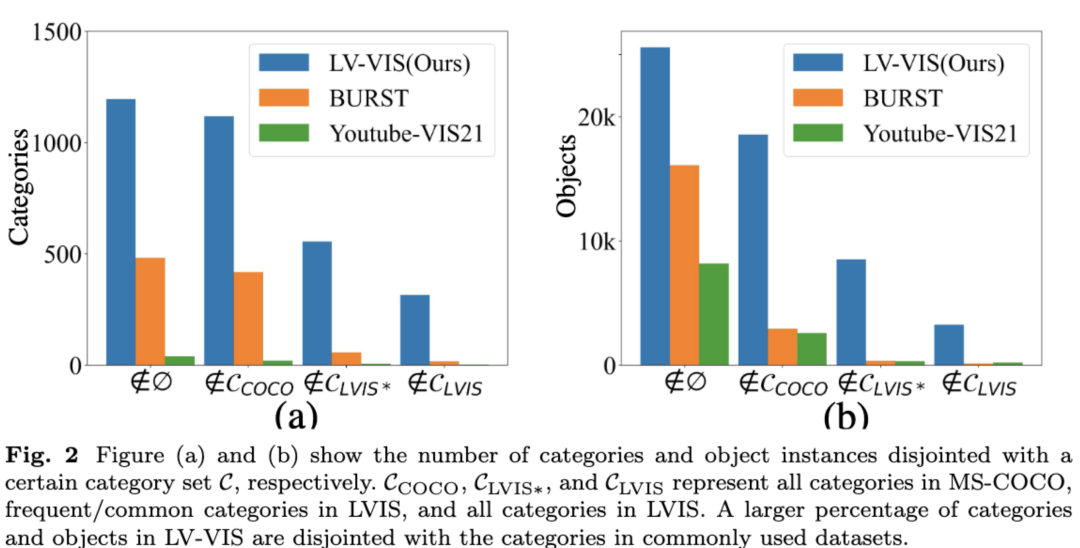 1500
1000
500
0
Categories
LV-VIS(Ours)
BURST
Youtube-VIS21
∉∅
∉C_COCO
∉C_LVIS*
∉C_LVIS
(a)
20k
10k
0
Objects
LV-VIS(Ours)
BURST
Youtube-VIS21
∉∅
∉C_COCO
∉C_LVIS*
∉C_LVIS
(b)
Fig. 2 Figure (a) and (b) show the number of categories and object instances disjointed with a
certain category set C, respectively. C_COCO, C_LVIS*, and C_LVIS represent all categories in MS-COCO,
frequent/common categories in LVIS, and all categories in LVIS. A larger percentage of categories
and objects in LV-VIS are disjointed with the categories in commonly used datasets.